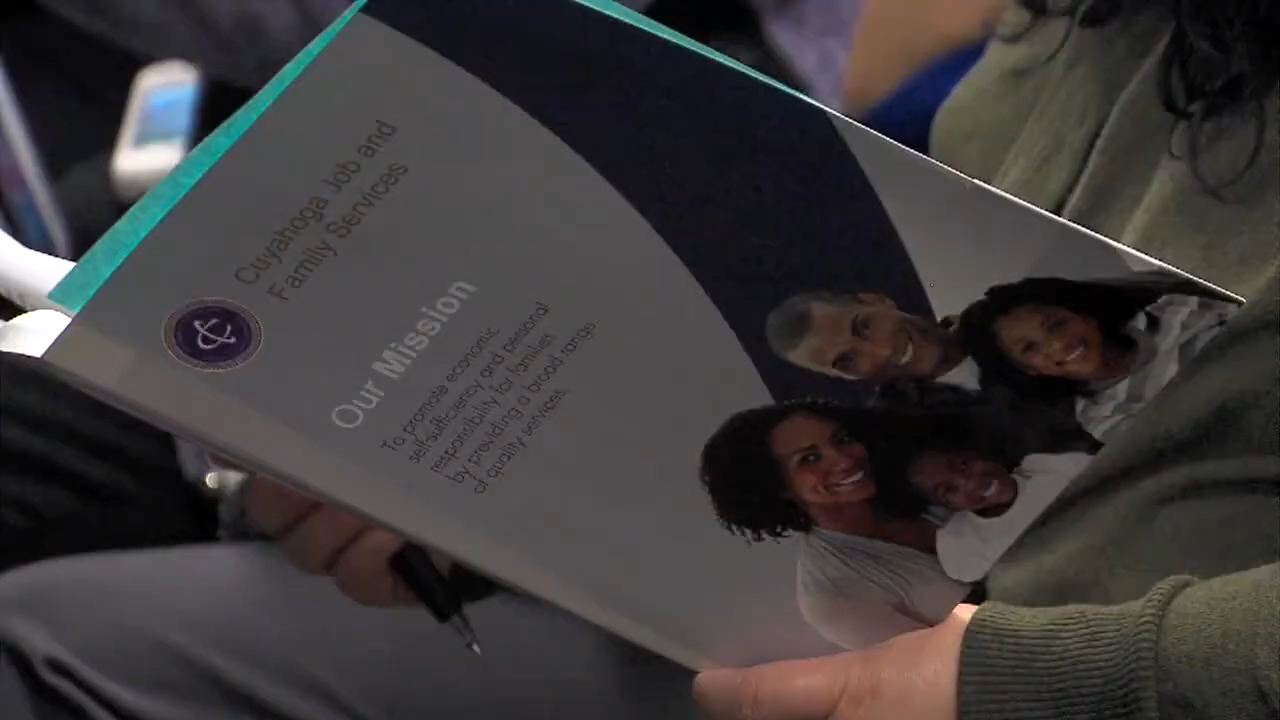 Cuyahoga Job and
Family Services
Our Mission
To promote economic
self-sufficiency and personal
responsibility for families
by providing a broad range
of quality services